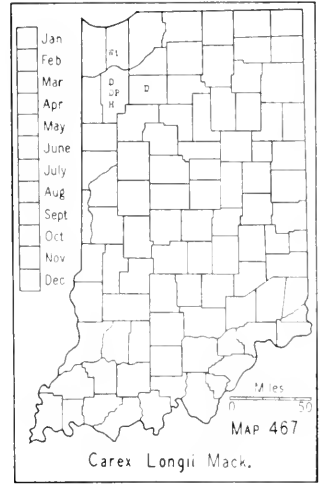 Jan
Feb
Mar
Apr
May
June
July
Aug
Sept
Oct
Nov
Dec
D
DP
H
D
Miles
0 50
MAP 467
Carex Longii Mack.